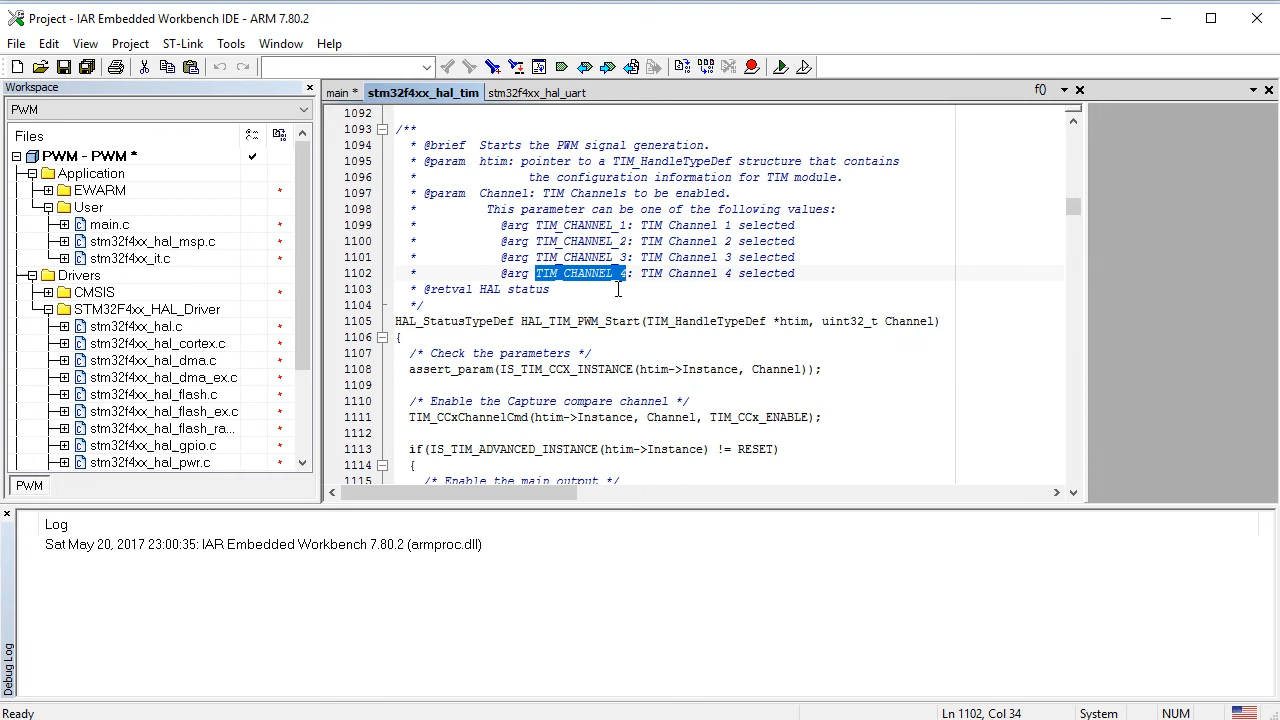 Project - IAR Embedded Workbench IDE - ARM 7.80.2
File Edit View Project ST-Link Tools Window Help
Workspace
main * stm32f4xx_hal_tim stm32f4xx_hal_uart f()
PWM
Files
PWM - PWM *
Application
EWARM
User
main.c
stm32f4xx_hal_msp.c
stm32f4xx_it.c
Drivers
CMSIS
STM32F4xx_HAL_Driver
stm32f4xx_hal.c
stm32f4xx_hal_cortex.c
stm32f4xx_hal_dma.c
stm32f4xx_hal_dma_ex.c
stm32f4xx_hal_flash.c
stm32f4xx_hal_flash_ex.c
stm32f4xx_hal_flash_ra...
stm32f4xx_hal_gpio.c
stm32f4xx_hal_pwr.c
PWM
1092
1093 /**
1094 * @brief Starts the PWM signal generation.
1095 * @param htim: pointer to a TIM_HandleTypeDef structure that contains
1096 * the configuration information for TIM module.
1097 * @param Channel: TIM Channels to be enabled.
1098 * This parameter can be one of the following values:
1099 * @arg TIM_CHANNEL_1: TIM Channel 1 selected
1100 * @arg TIM_CHANNEL_2: TIM Channel 2 selected
1101 * @arg TIM_CHANNEL_3: TIM Channel 3 selected
1102 * @arg TIM_CHANNEL_4: TIM Channel 4 selected
1103 * @retval HAL status
1104 */
1105 HAL_StatusTypeDef HAL_TIM_PWM_Start(TIM_HandleTypeDef *htim, uint32_t Channel)
1106 {
1107 /* Check the parameters */
1108 assert_param(IS_TIM_CCX_INSTANCE(htim->Instance, Channel));
1109
1110 /* Enable the Capture compare channel */
1111 TIM_CCxChannelCmd(htim->Instance, Channel, TIM_CCx_ENABLE);
1112
1113 if(IS_TIM_ADVANCED_INSTANCE(htim->Instance) != RESET)
1114 {
1115 /* Enable the main output */
Log
Sat May 20, 2017 23:00:35: IAR Embedded Workbench 7.80.2 (armproc.dll)
Debug Log
Ready Ln 1102, Col 34 System NUM